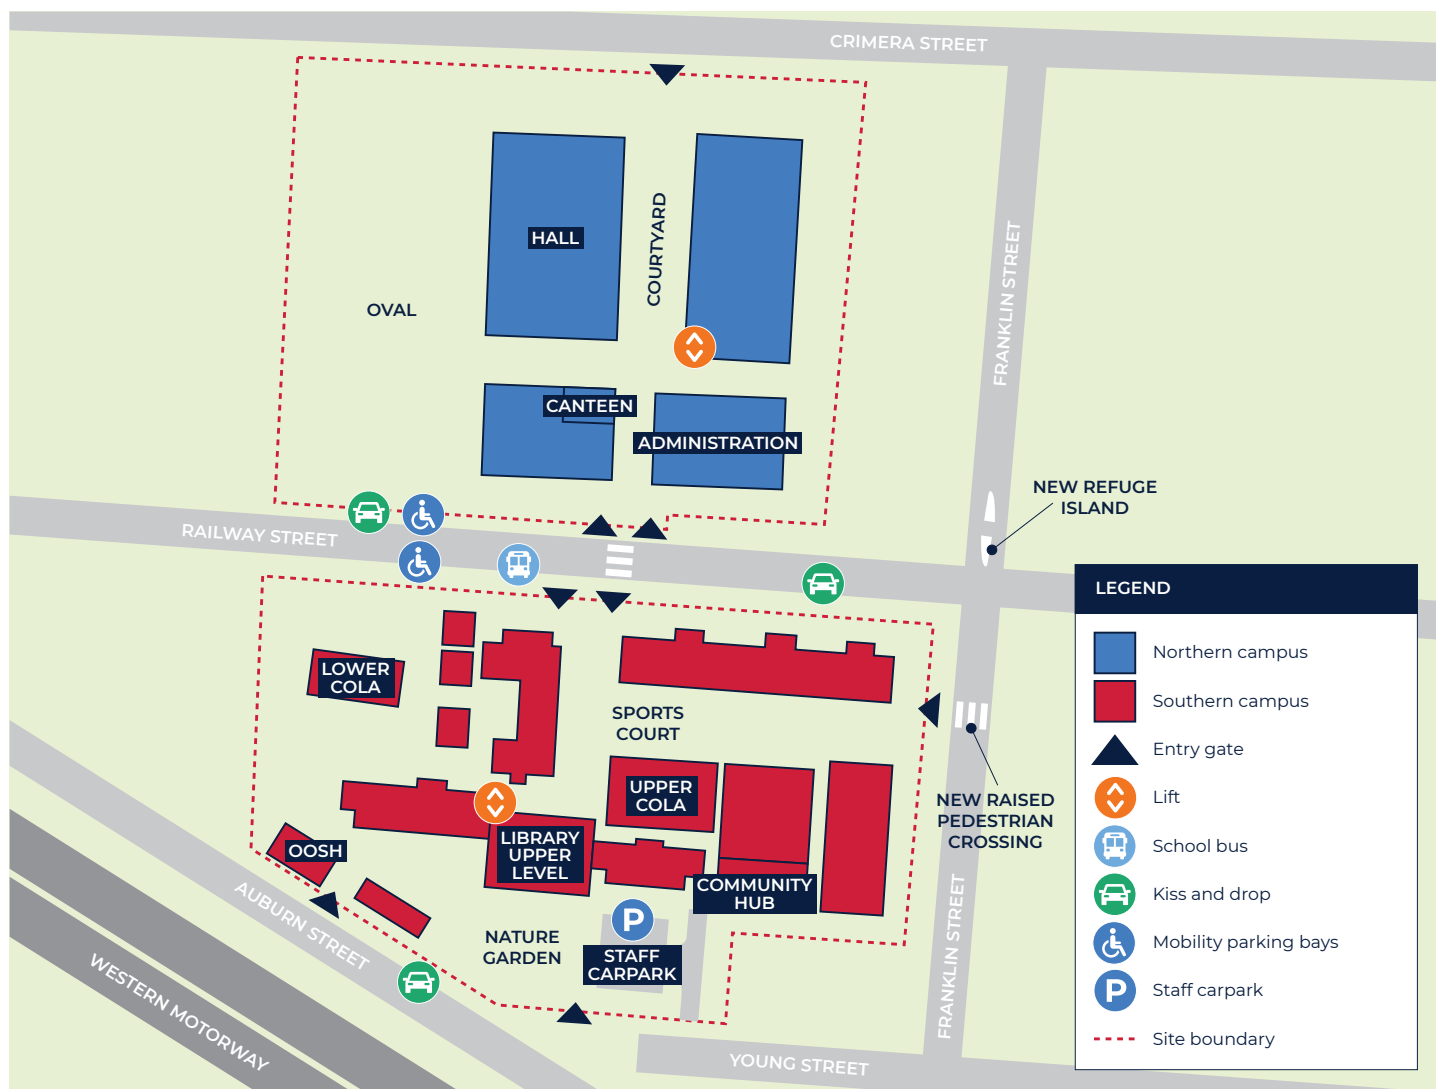 CRIMERA STREET
FRANKLIN STREET
COURTYARD
HALL
OVAL
CANTEEN
ADMINISTRATION
NEW REFUGE
ISLAND
RAILWAY STREET
LOWER
COLA
SPORTS
COURT
UPPER
COLA
NEW RAISED
PEDESTRIAN
CROSSING
OOSH
LIBRARY
UPPER
LEVEL
COMMUNITY
HUB
AUBURN STREET
P
NATURE
GARDEN
STAFF
CARPARK
FRANKLIN STREET
WESTERN MOTORWAY
YOUNG STREET
LEGEND
Northern campus
Southern campus
Entry gate
Lift
School bus
Kiss and drop
Mobility parking bays
P Staff carpark
Site boundary